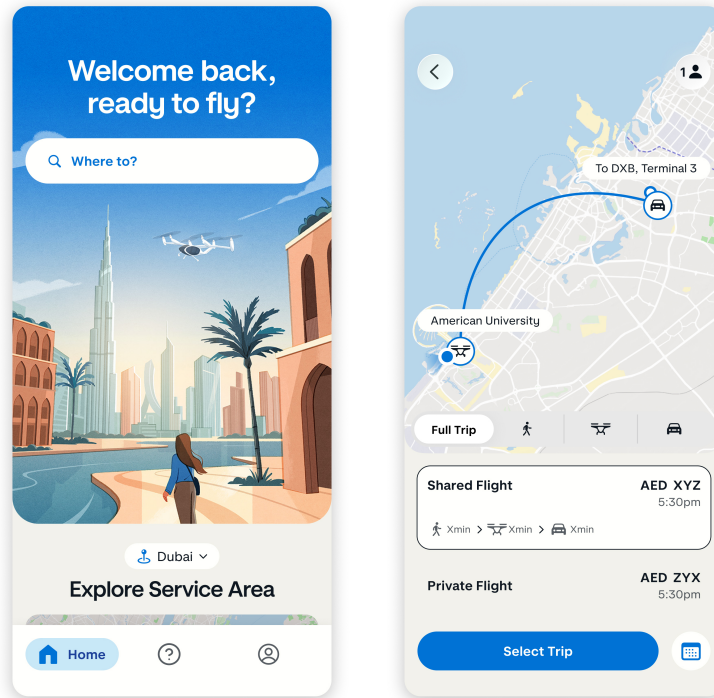 Welcome back,
ready to fly?
Where to?
Dubai
Explore Service Area
Home
?
1
To DXB, Terminal 3
American University
Full Trip
Shared Flight
AED XYZ
5:30pm
Xmin > Xmin > Xmin
Private Flight
AED ZYX
5:30pm
Select Trip